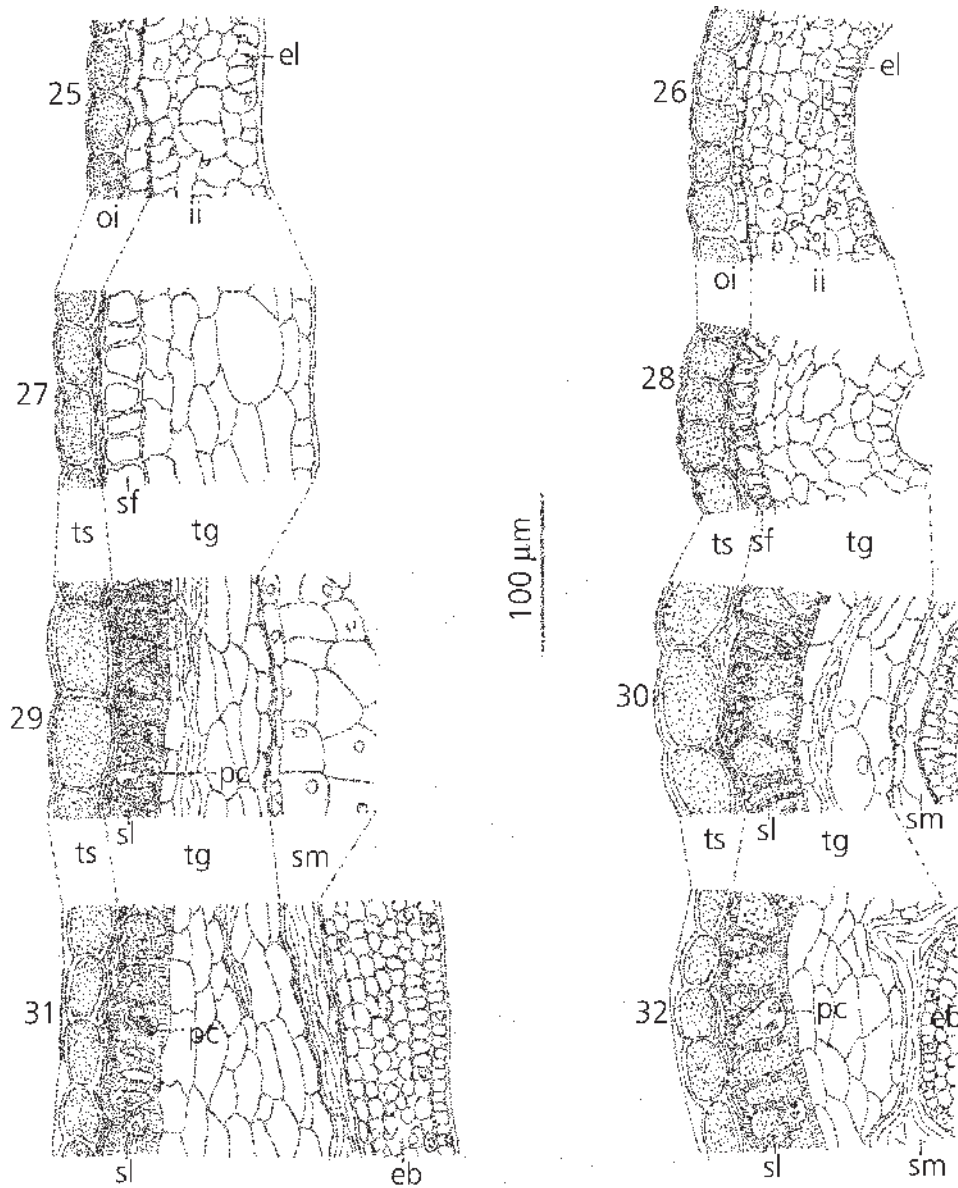 25
el
oi
ii
27
sf
ts
tg
29
pc
sl
ts
tg
sm
31
pc
sl
eb
100 µm
26
el
oi
ii
28
ts
sf
tg
30
sl
sm
ts
tg
32
pc
eb
sl
sm